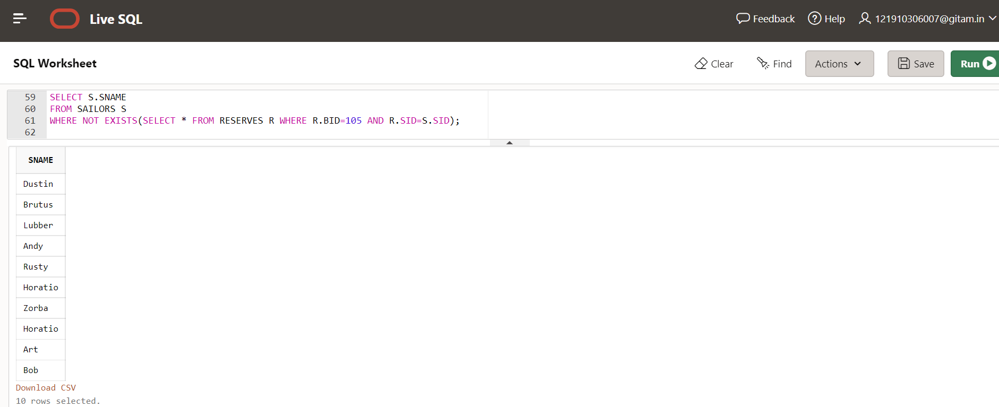 Live SQL
Feedback Help 121910306007@gitam.in
SQL Worksheet
Clear Find Actions Save Run
59 SELECT S.SNAME
60 FROM SAILORS S
61 WHERE NOT EXISTS(SELECT * FROM RESERVES R WHERE R.BID=105 AND R.SID=S.SID);
62
SNAME
Dustin
Brutus
Lubber
Andy
Rusty
Horatio
Zorba
Horatio
Art
Bob
Download CSV
10 rows selected.